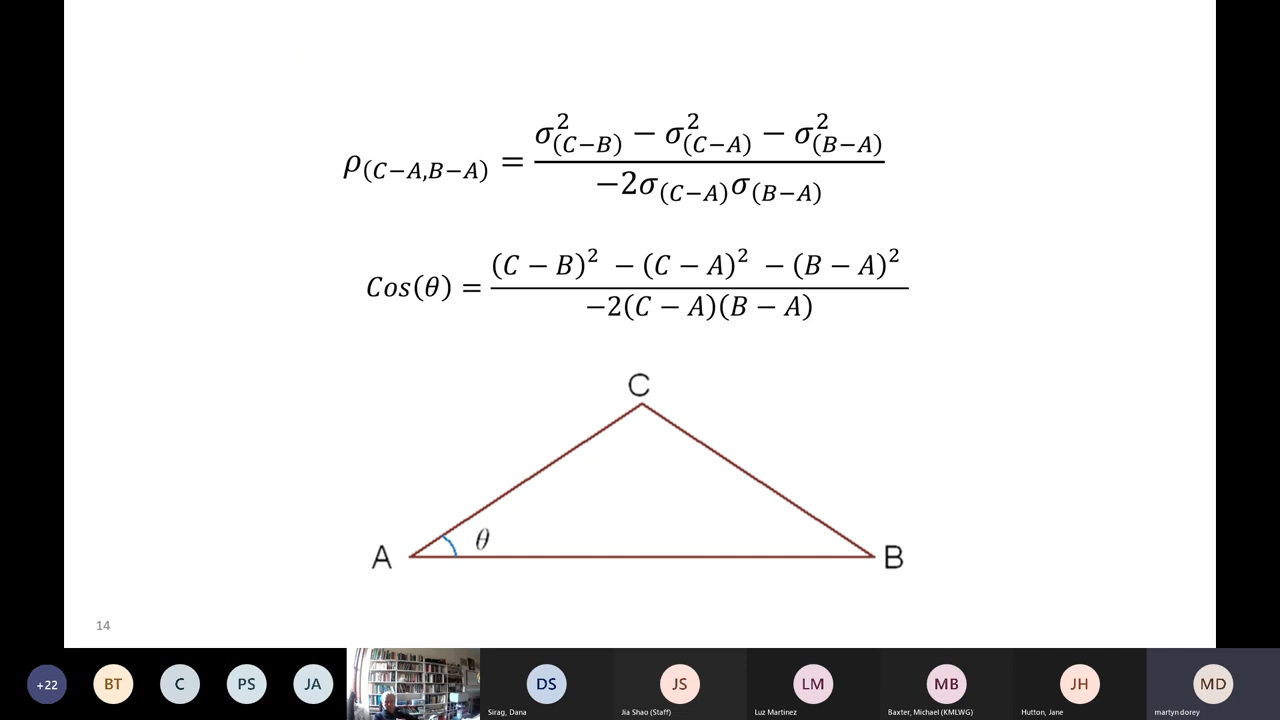 ρ(C−A,B−A) = σ²(C−B) − σ²(C−A) − σ²(B−A) / −2σ(C−A)σ(B−A)
Cos(θ) = (C − B)² − (C − A)² − (B − A)² / −2(C − A)(B − A)
C
θ
A
B
14
+22
BT
C
PS
JA
DS
JS
LM
MB
JH
MD
Sirag, Dana
Jia Shao (Staff)
Luz Martinez
Baxter, Michael (KMLWG)
Hutton, Jane
martyn dorey